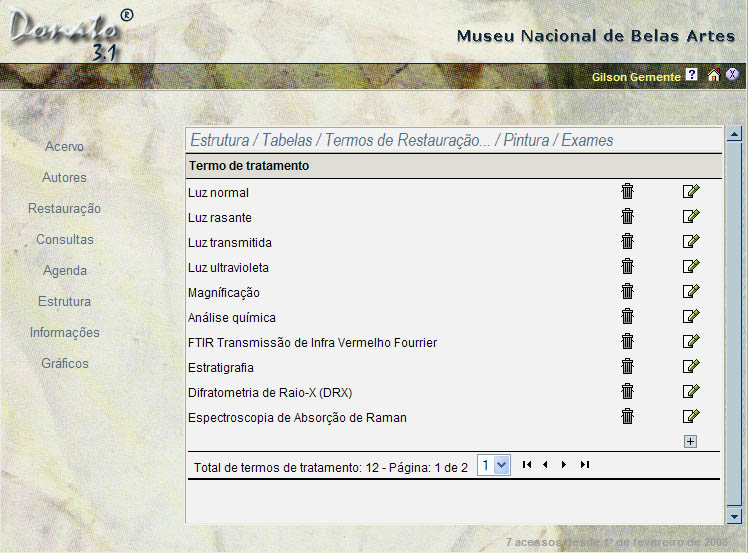 Donato®
3.1
Museu Nacional de Belas Artes
Gilson Gemente ? X
Acervo
Autores
Restauração
Consultas
Agenda
Estrutura
Informações
Gráficos
Estrutura / Tabelas / Termos de Restauração... / Pintura / Exames
Termo de tratamento
Luz normal
Luz rasante
Luz transmitida
Luz ultravioleta
Magníficação
Análise química
FTIR Transmissão de Infra Vermelho Fourrier
Estratigrafia
Difratometria de Raio-X (DRX)
Espectroscopia de Absorção de Raman
Total de termos de tratamento: 12 - Página: 1 de 2 1
7 acessos desde 1º de fevereiro de 2008